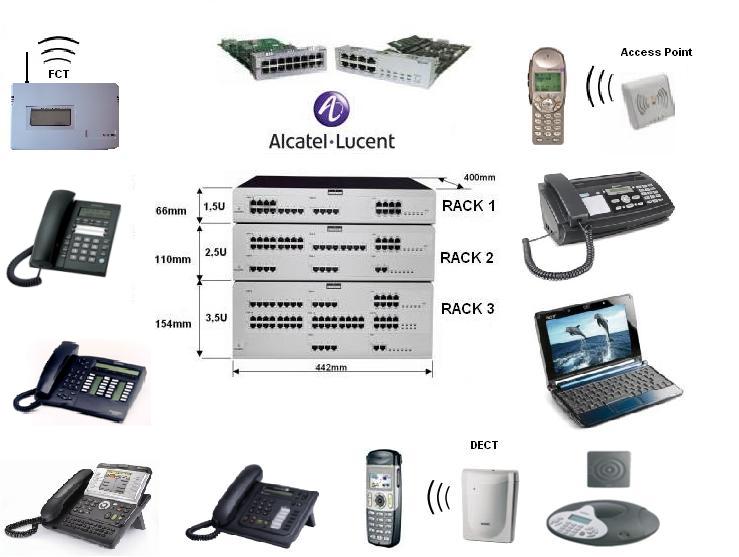 FCT
Access Point
Alcatel·Lucent
400mm
66mm
1,5U
RACK 1
110mm
2,5U
RACK 2
154mm
3,5U
RACK 3
442mm
DECT